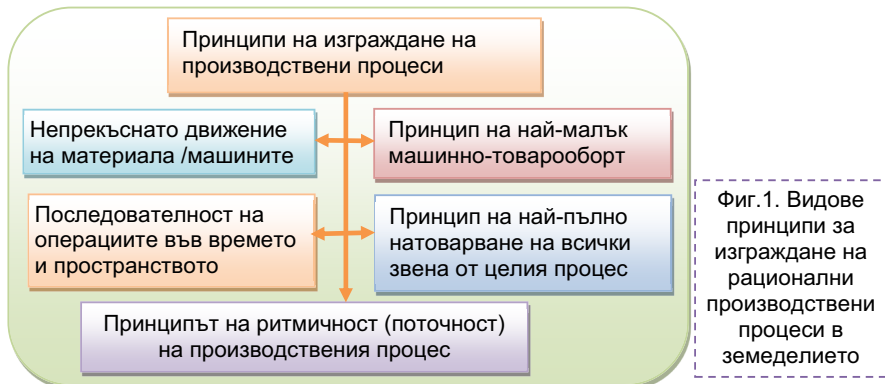 Принципи на изграждане на
производствени процеси
Непрекъснато движение
на материала /машините
Принцип на най-малък
машинно-товарооборт
Последователност на
операциите във времето
и пространството
Принцип на най-пълно
натоварване на всички
звена от целия процес
Принципът на ритмичност (поточност)
на производствения процес
Фиг.1. Видове
принципи за
изграждане на
рационални
производствени
процеси в
земеделието